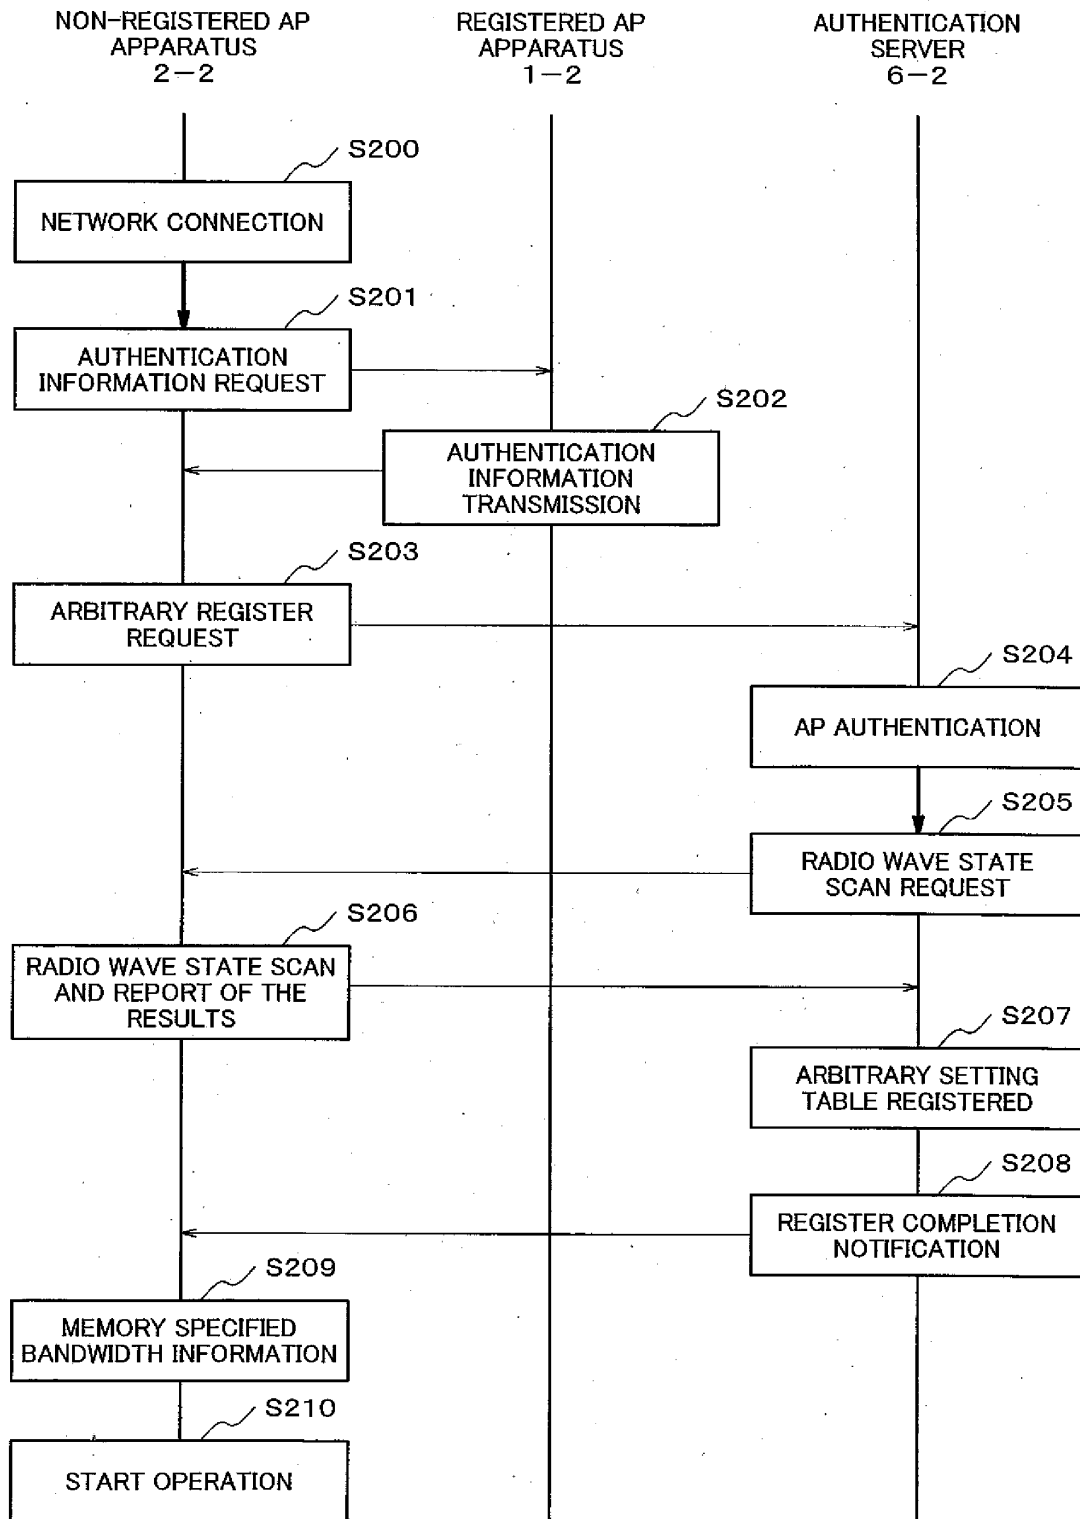 NON-REGISTERED AP
APPARATUS
2-2
REGISTERED AP
APPARATUS
1-2
AUTHENTICATION
SERVER
6-2
S200
NETWORK CONNECTION
S201
AUTHENTICATION
INFORMATION REQUEST
S202
AUTHENTICATION
INFORMATION
TRANSMISSION
S203
ARBITRARY REGISTER
REQUEST
S204
AP AUTHENTICATION
S205
RADIO WAVE STATE
SCAN REQUEST
S206
RADIO WAVE STATE SCAN
AND REPORT OF THE
RESULTS
S207
ARBITRARY SETTING
TABLE REGISTERED
S208
REGISTER COMPLETION
NOTIFICATION
S209
MEMORY SPECIFIED
BANDWIDTH INFORMATION
S210
START OPERATION